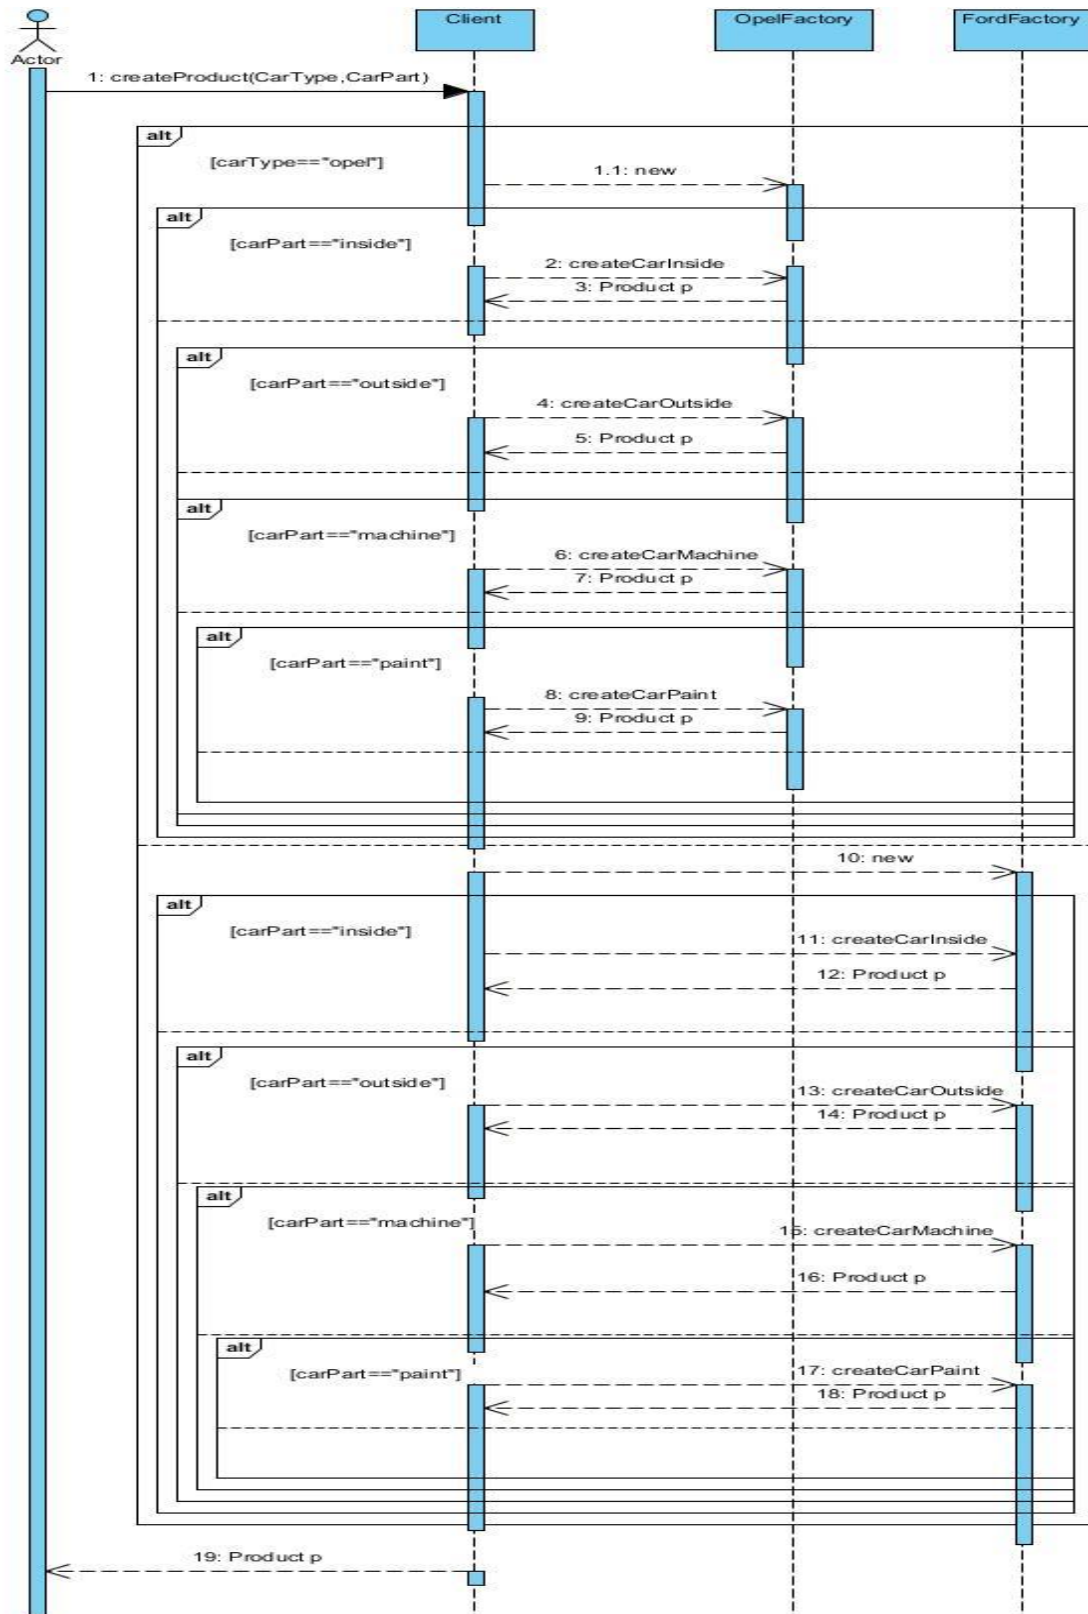 Client
OpelFactory
FordFactory
Actor
1: createProduct(CarType,CarPart)
alt
[carType=="opel"]
1.1: new
alt
[carPart=="inside"]
2: createCarInside
3: Product p
alt
[carPart=="outside"]
4: createCarOutside
5: Product p
alt
[carPart=="machine"]
6: createCarMachine
7: Product p
alt
[carPart=="paint"]
8: createCarPaint
9: Product p
10: new
alt
[carPart=="inside"]
11: createCarInside
12: Product p
alt
[carPart=="outside"]
13: createCarOutside
14: Product p
alt
[carPart=="machine"]
15: createCarMachine
16: Product p
alt
[carPart=="paint"]
17: createCarPaint
18: Product p
19: Product p